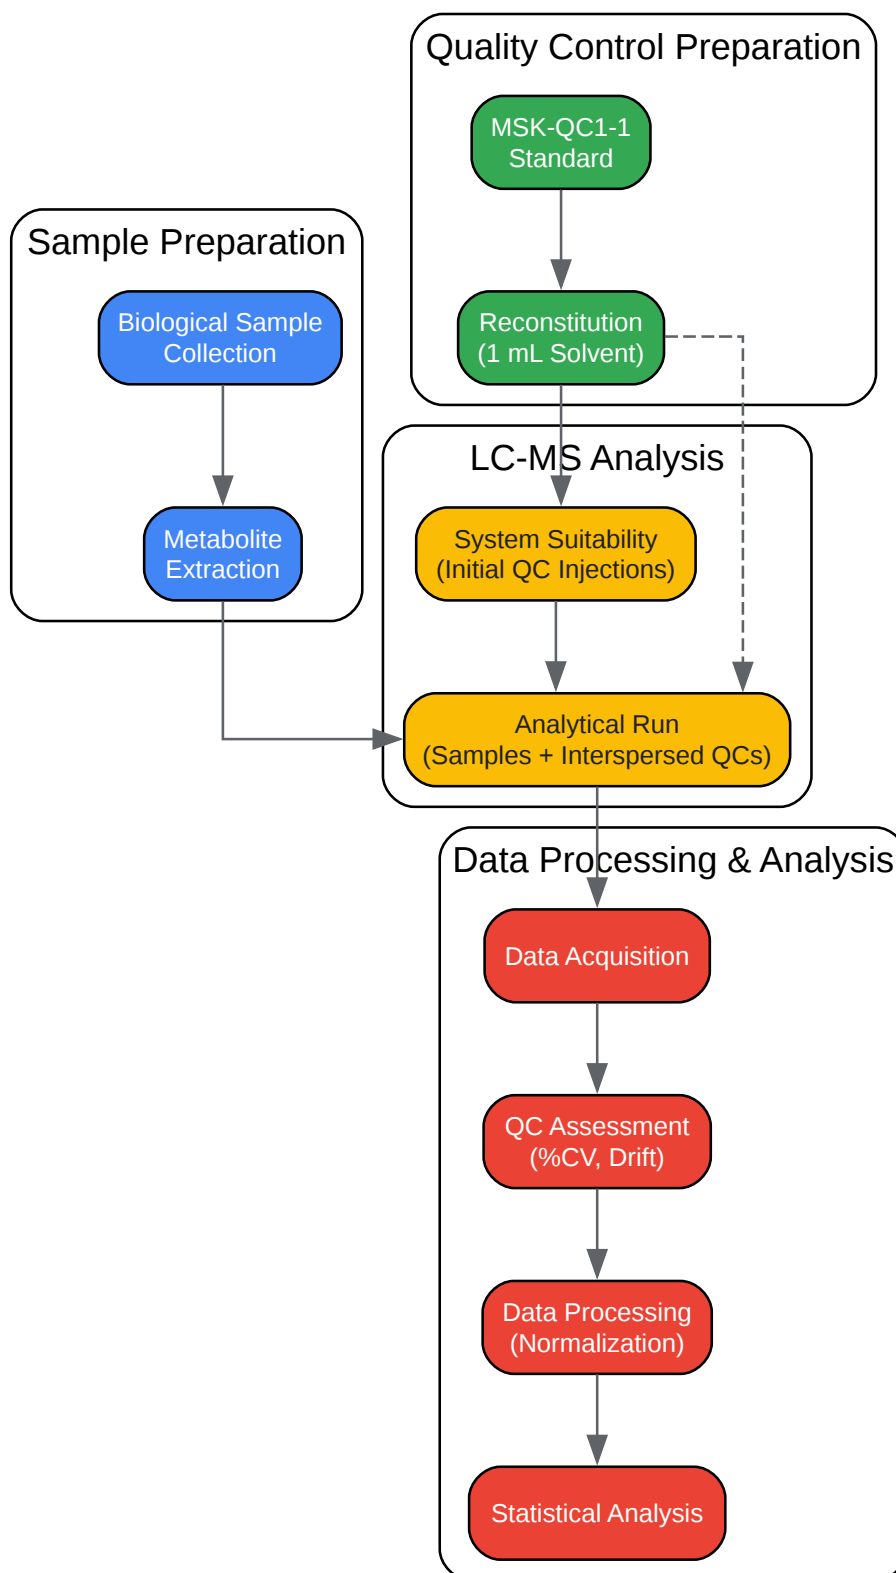 Quality Control Preparation
MSK-QC1-1
Standard
Sample Preparation
Biological Sample
Collection
Reconstitution
(1 mL Solvent)
LC-MS Analysis
Metabolite
Extraction
System Suitability
(Initial QC Injections)
Analytical Run
(Samples + Interspersed QCs)
Data Processing & Analysis
Data Acquisition
QC Assessment
(%CV, Drift)
Data Processing
(Normalization)
Statistical Analysis